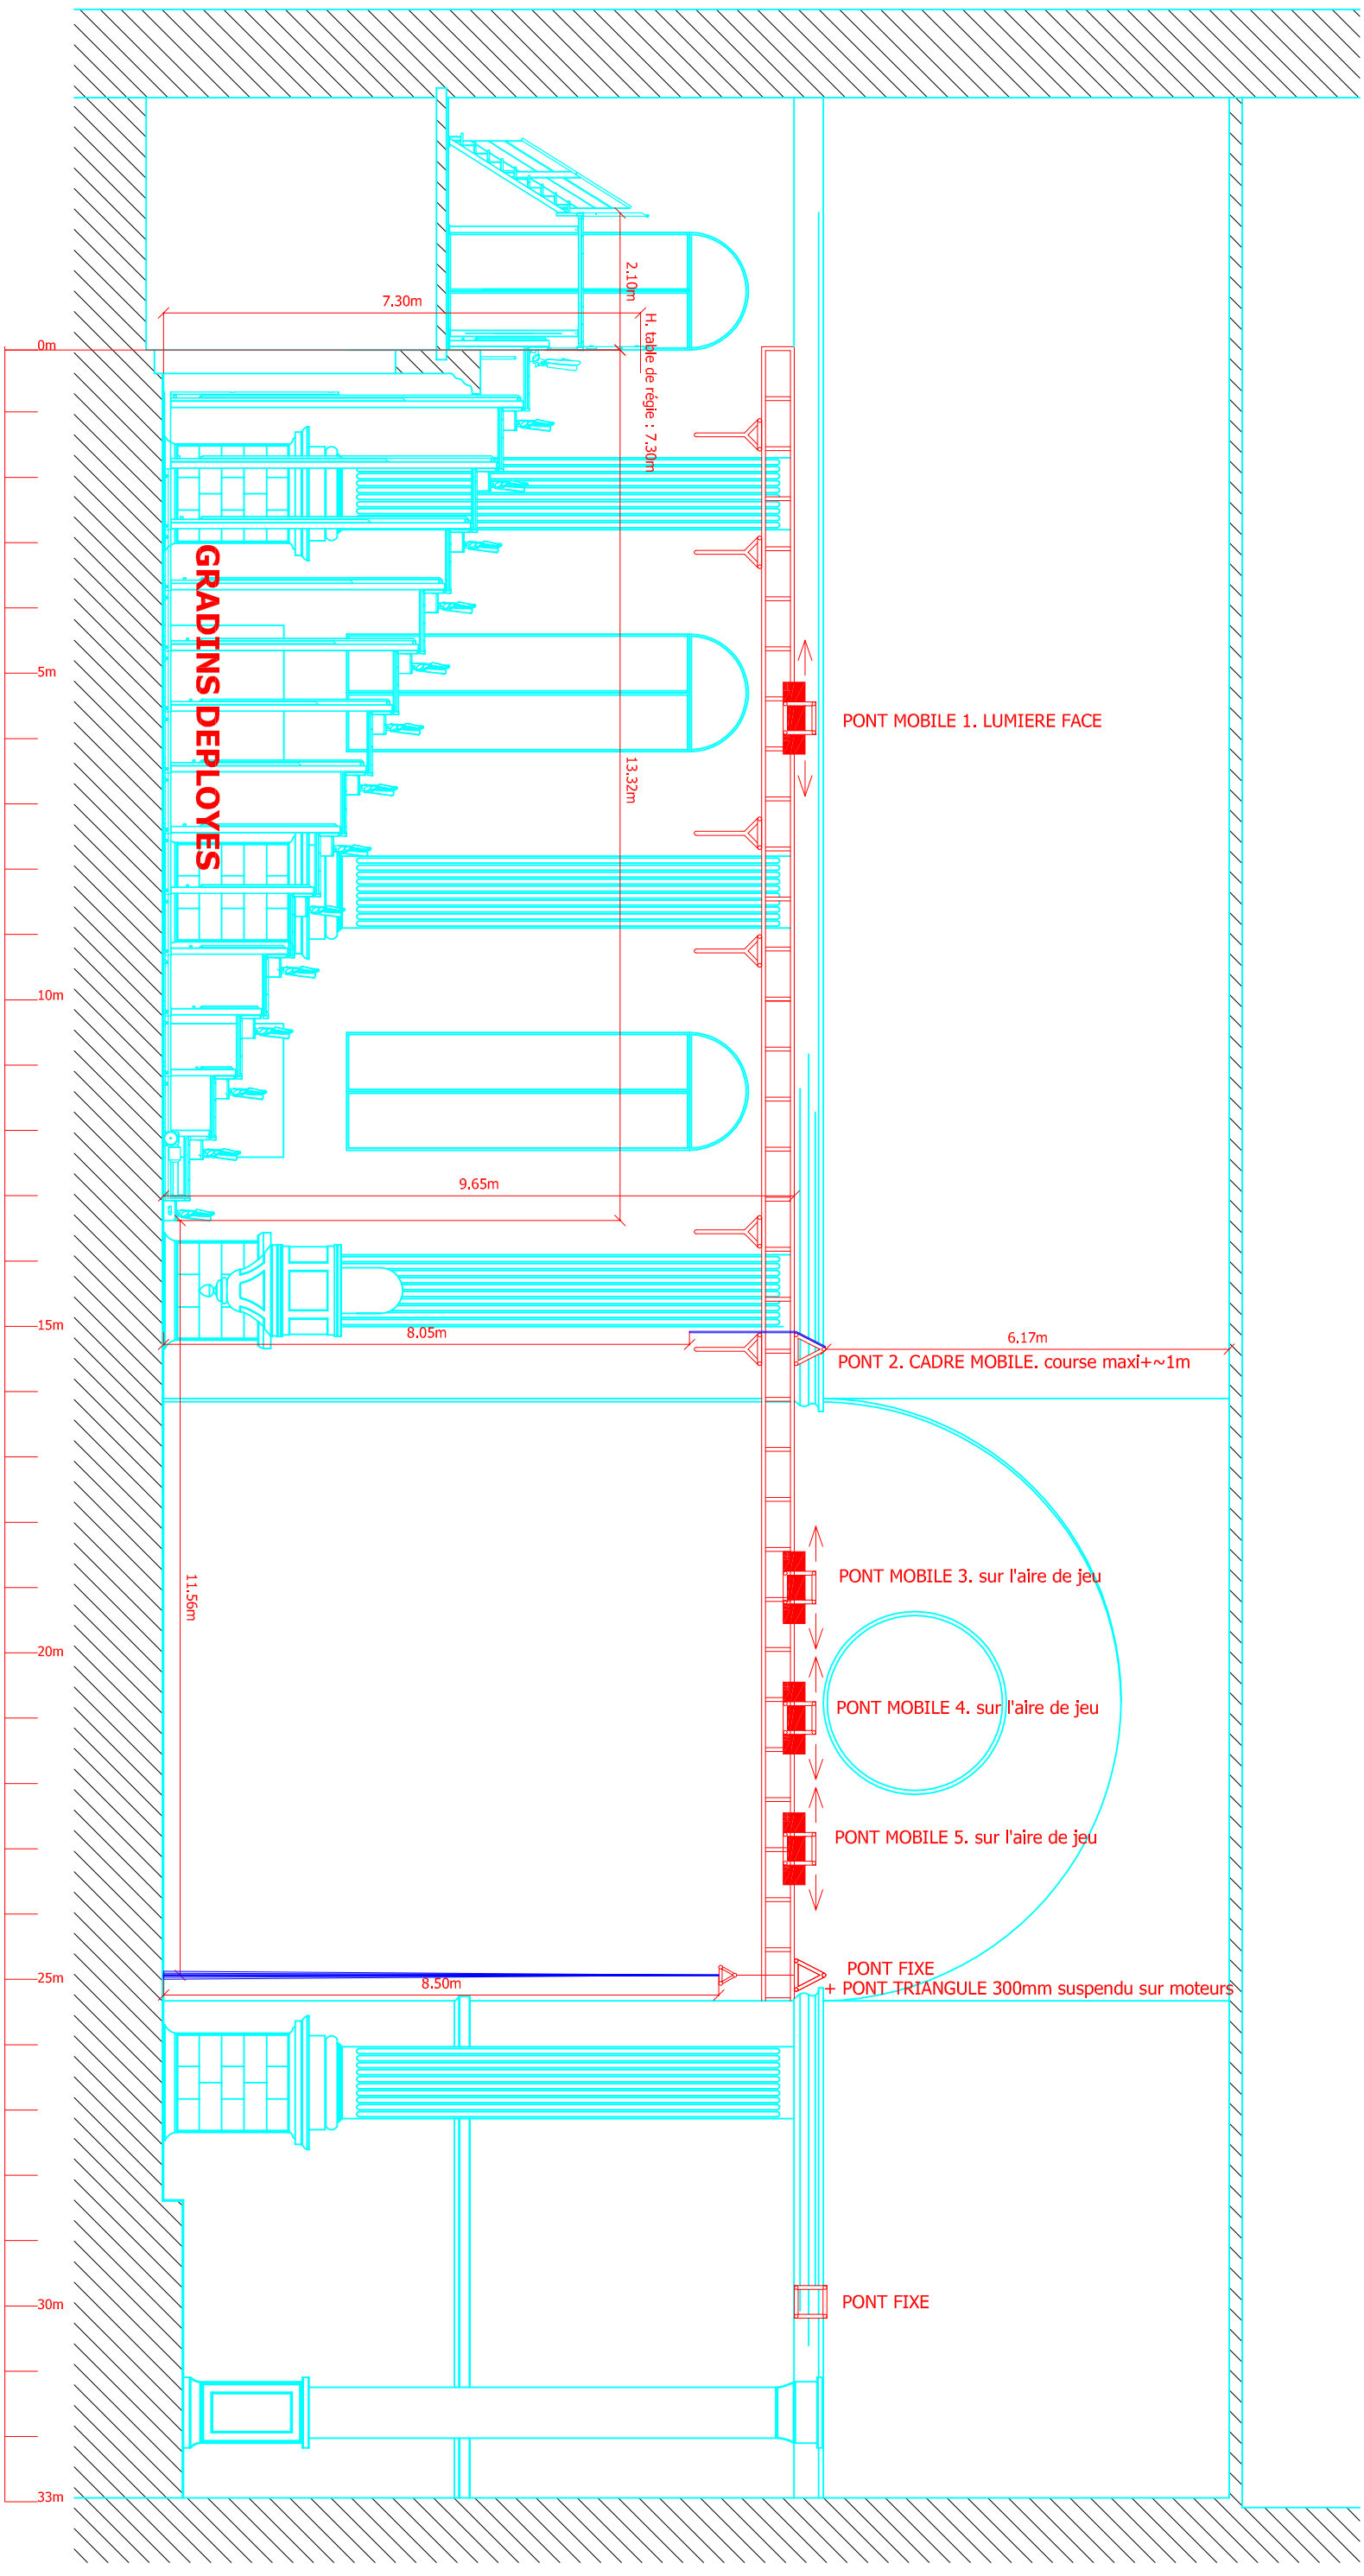 2.10m
7.30m
H. table de régie : 7.30m
0m
GRADINS DEPLOYES
5m
PONT MOBILE 1. LUMIERE FACE
13.32m
10m
9.65m
15m
8.05m
6.17m
PONT 2. CADRE MOBILE. course maxi+~1m
11.56m
PONT MOBILE 3. sur l'aire de jeu
20m
PONT MOBILE 4. sur l'aire de jeu
PONT MOBILE 5. sur l'aire de jeu
25m
8.50m
PONT FIXE
+ PONT TRIANGULE 300mm suspendu sur moteurs
30m
PONT FIXE
33m